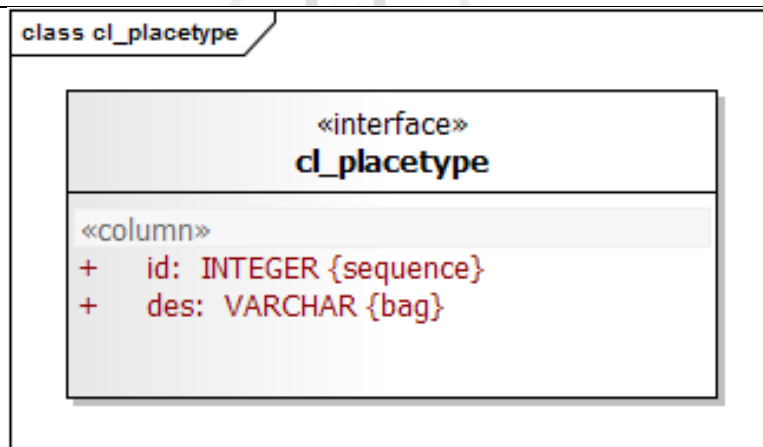 class cl_placetype
«interface»
cl_placetype
«column»
+ id: INTEGER {sequence}
+ des: VARCHAR {bag}